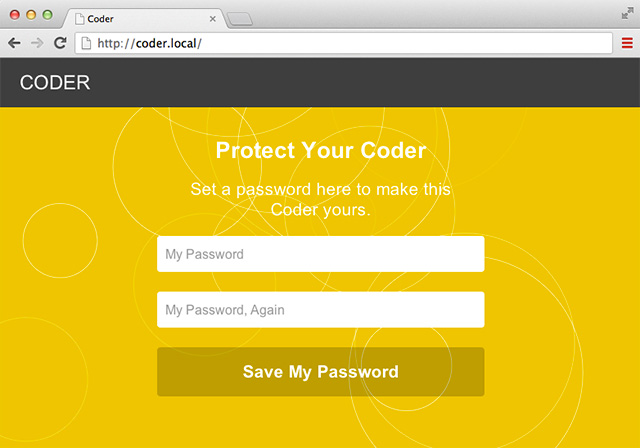 Coder
http://coder.local/
CODER
Protect Your Coder
Set a password here to make this
Coder yours.
My Password
My Password, Again
Save My Password